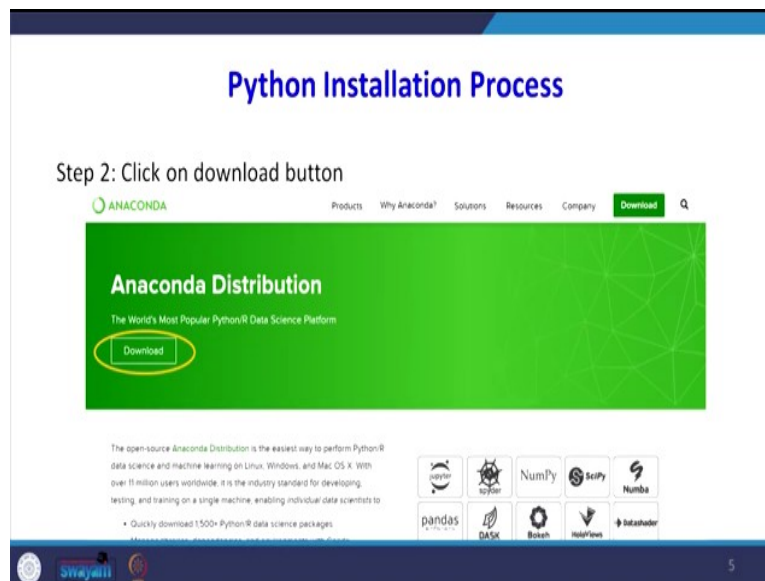 Python Installation Process
Step 2: Click on download button
ANACONDA Products Why Anaconda? Solutions Resources Company Download
Anaconda Distribution
The World's Most Popular Python/R Data Science Platform
Download
The open-source Anaconda Distribution is the easiest way to perform Python/R
data science and machine learning on Linux, Windows, and Mac OS X. With
over 11 million users worldwide, it is the industry standard for developing,
testing, and training on a single machine, enabling individual data scientists to
• Quickly download 1,500+ Python/R data science packages
jupyter spyder NumPy SciPy Numba
pandas DASK Bokeh HoloViews Datashader
swayam 5